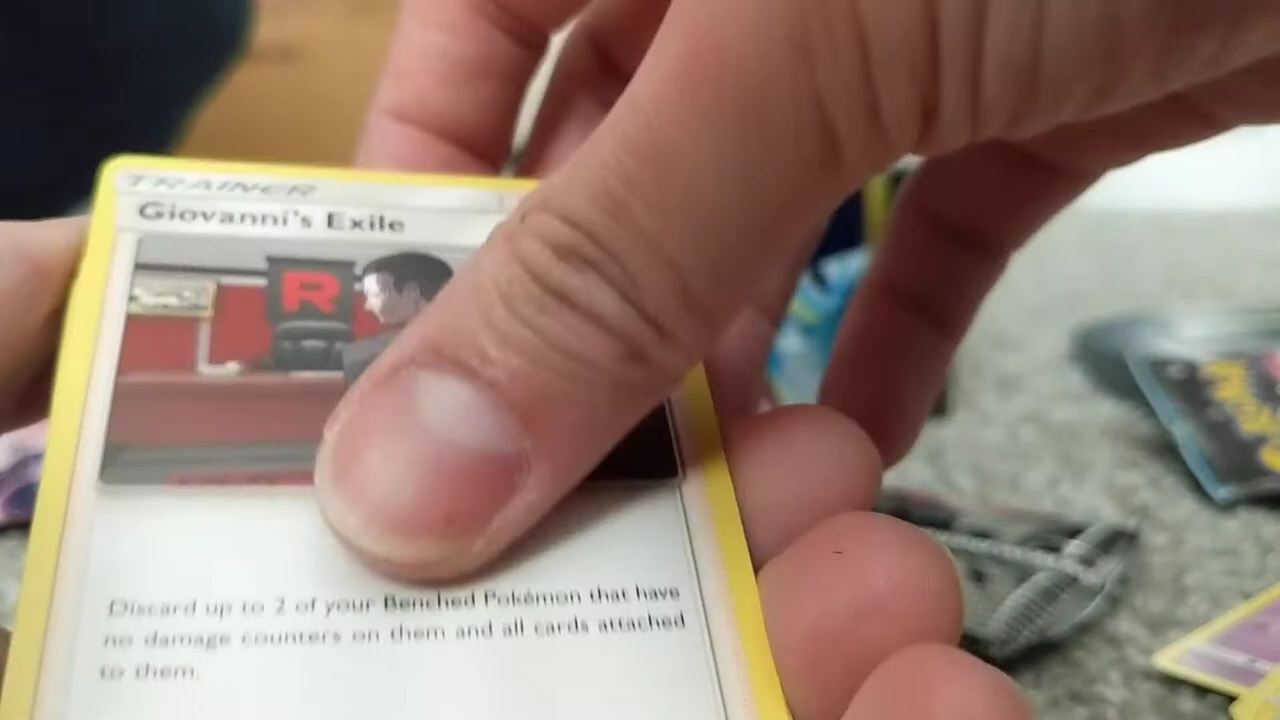 TRAINER
Giovanni's Exile
R
Discard up to 2 of your Benched Pokémon that have
no damage counters on them and all cards attached
to them.